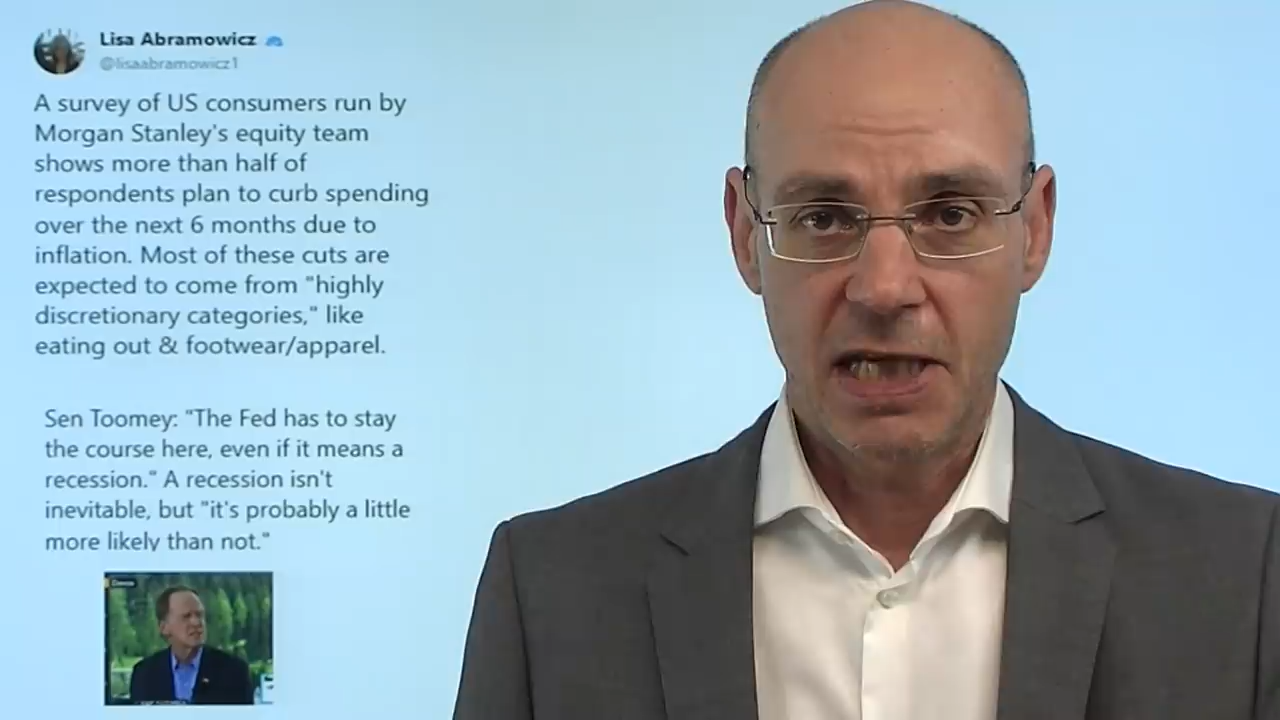 Lisa Abramowicz
@lisaabramowicz1
A survey of US consumers run by
Morgan Stanley's equity team
shows more than half of
respondents plan to curb spending
over the next 6 months due to
inflation. Most of these cuts are
expected to come from "highly
discretionary categories," like
eating out & footwear/apparel.
Sen Toomey: "The Fed has to stay
the course here, even if it means a
recession." A recession isn't
inevitable, but "it's probably a little
more likely than not."
Davos